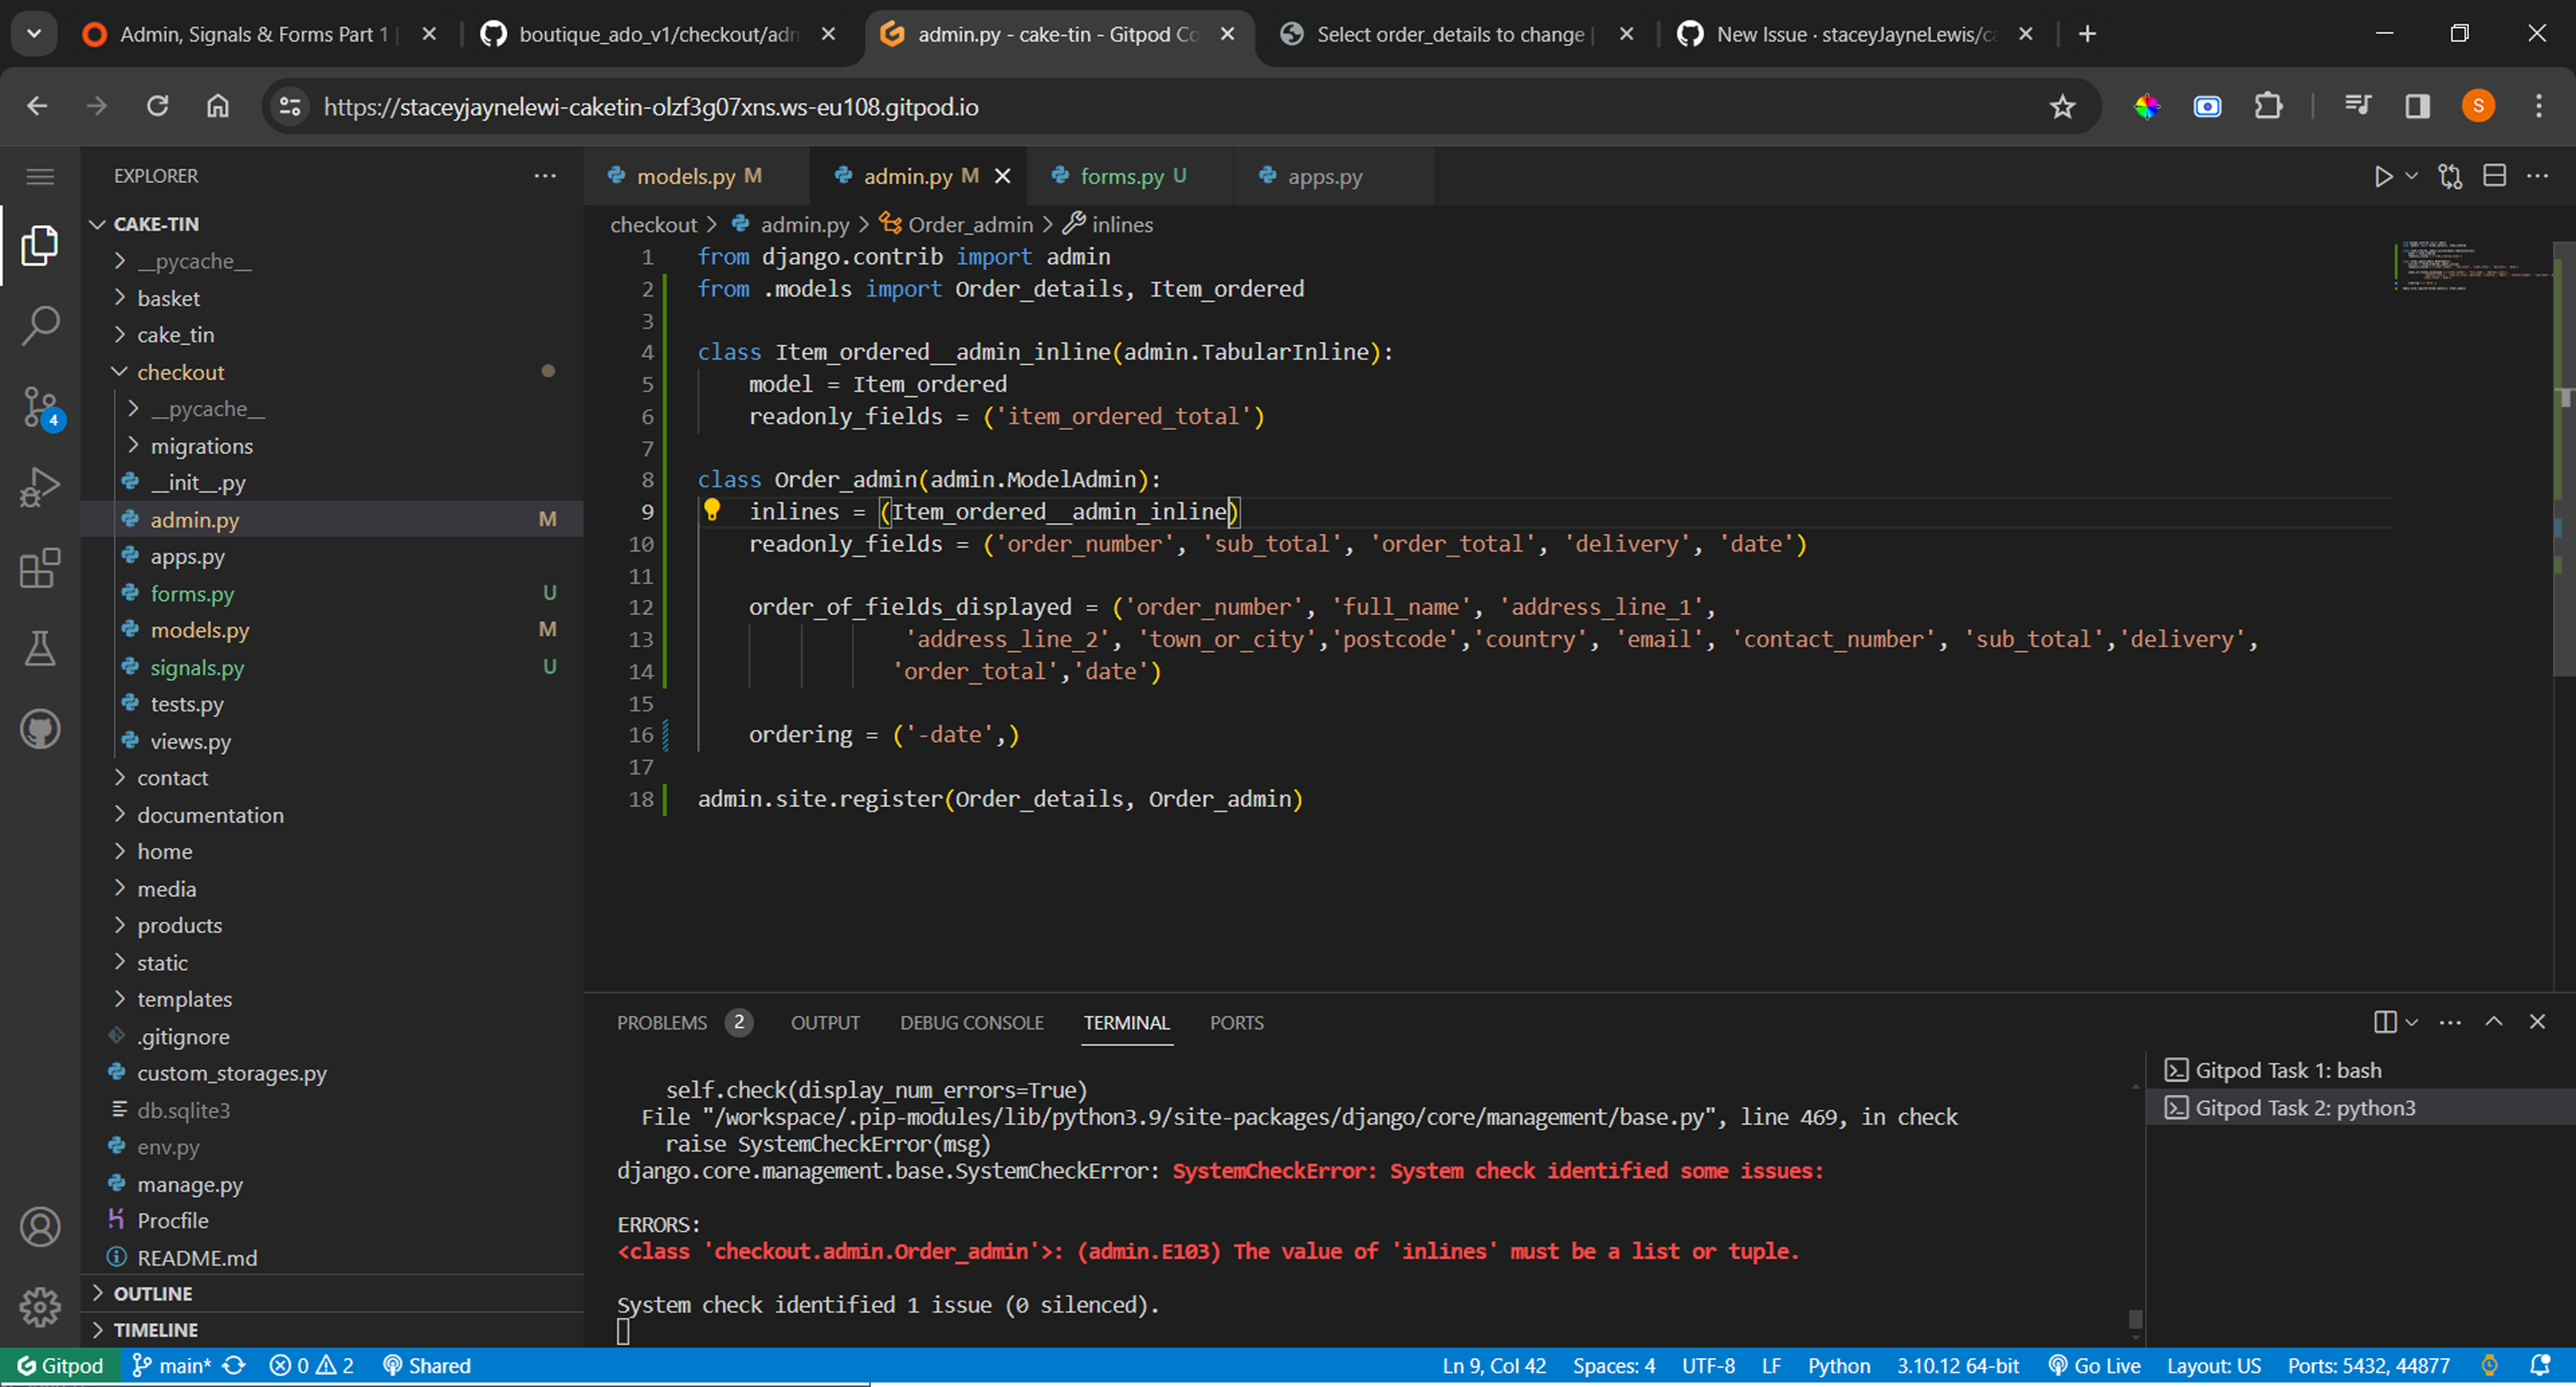 Admin, Signals & Forms Part 1 |
boutique_ado_v1/checkout/adn
admin.py - cake-tin - Gitpod Co
Select order_details to change |
New Issue · staceyJayneLewis/ca
https://staceyjaynelewi-caketin-olzf3g07xns.ws-eu108.gitpod.io
S
EXPLORER
models.py M
admin.py M
forms.py U
apps.py
CAKE-TIN
__pycache__
basket
cake_tin
checkout
__pycache__
migrations
__init__.py
admin.py M
apps.py
forms.py U
models.py M
signals.py U
tests.py
views.py
contact
documentation
home
media
products
static
templates
.gitignore
custom_storages.py
db.sqlite3
env.py
manage.py
Procfile
README.md
OUTLINE
TIMELINE
4
checkout > admin.py > Order_admin > inlines
1 from django.contrib import admin
2 from .models import Order_details, Item_ordered
3
4 class Item_ordered__admin_inline(admin.TabularInline):
5 model = Item_ordered
6 readonly_fields = ('item_ordered_total')
7
8 class Order_admin(admin.ModelAdmin):
9 inlines = (Item_ordered__admin_inline)
10 readonly_fields = ('order_number', 'sub_total', 'order_total', 'delivery', 'date')
11
12 order_of_fields_displayed = ('order_number', 'full_name', 'address_line_1',
13 'address_line_2', 'town_or_city','postcode','country', 'email', 'contact_number', 'sub_total','delivery',
14 'order_total','date')
15
16 ordering = ('-date',)
17
18 admin.site.register(Order_details, Order_admin)
PROBLEMS 2 OUTPUT DEBUG CONSOLE TERMINAL PORTS
self.check(display_num_errors=True)
File "/workspace/.pip-modules/lib/python3.9/site-packages/django/core/management/base.py", line 469, in check
raise SystemCheckError(msg)
django.core.management.base.SystemCheckError: SystemCheckError: System check identified some issues:
ERRORS:
<class 'checkout.admin.Order_admin'>: (admin.E103) The value of 'inlines' must be a list or tuple.
System check identified 1 issue (0 silenced).
Gitpod Task 1: bash
Gitpod Task 2: python3
Gitpod main* 0 2 Shared Ln 9, Col 42 Spaces: 4 UTF-8 LF Python 3.10.12 64-bit Go Live Layout: US Ports: 5432, 44877